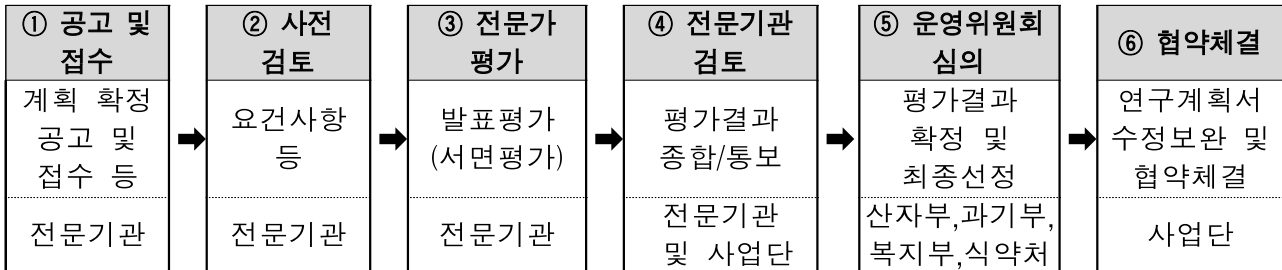 ① 공고 및
접수
계획 확정
공고 및
접수 등
전문기관
② 사전
검토
요건사항
등
전문기관
③ 전문가
평가
발표평가
(서면평가)
전문기관
④ 전문기관
검토
평가결과
종합/통보
전문기관
및 사업단
⑤ 운영위원회
심의
평가결과
확정 및
최종선정
산자부,과기부,
복지부,식약처
⑥ 협약체결
연구계획서
수정보완 및
협약체결
사업단